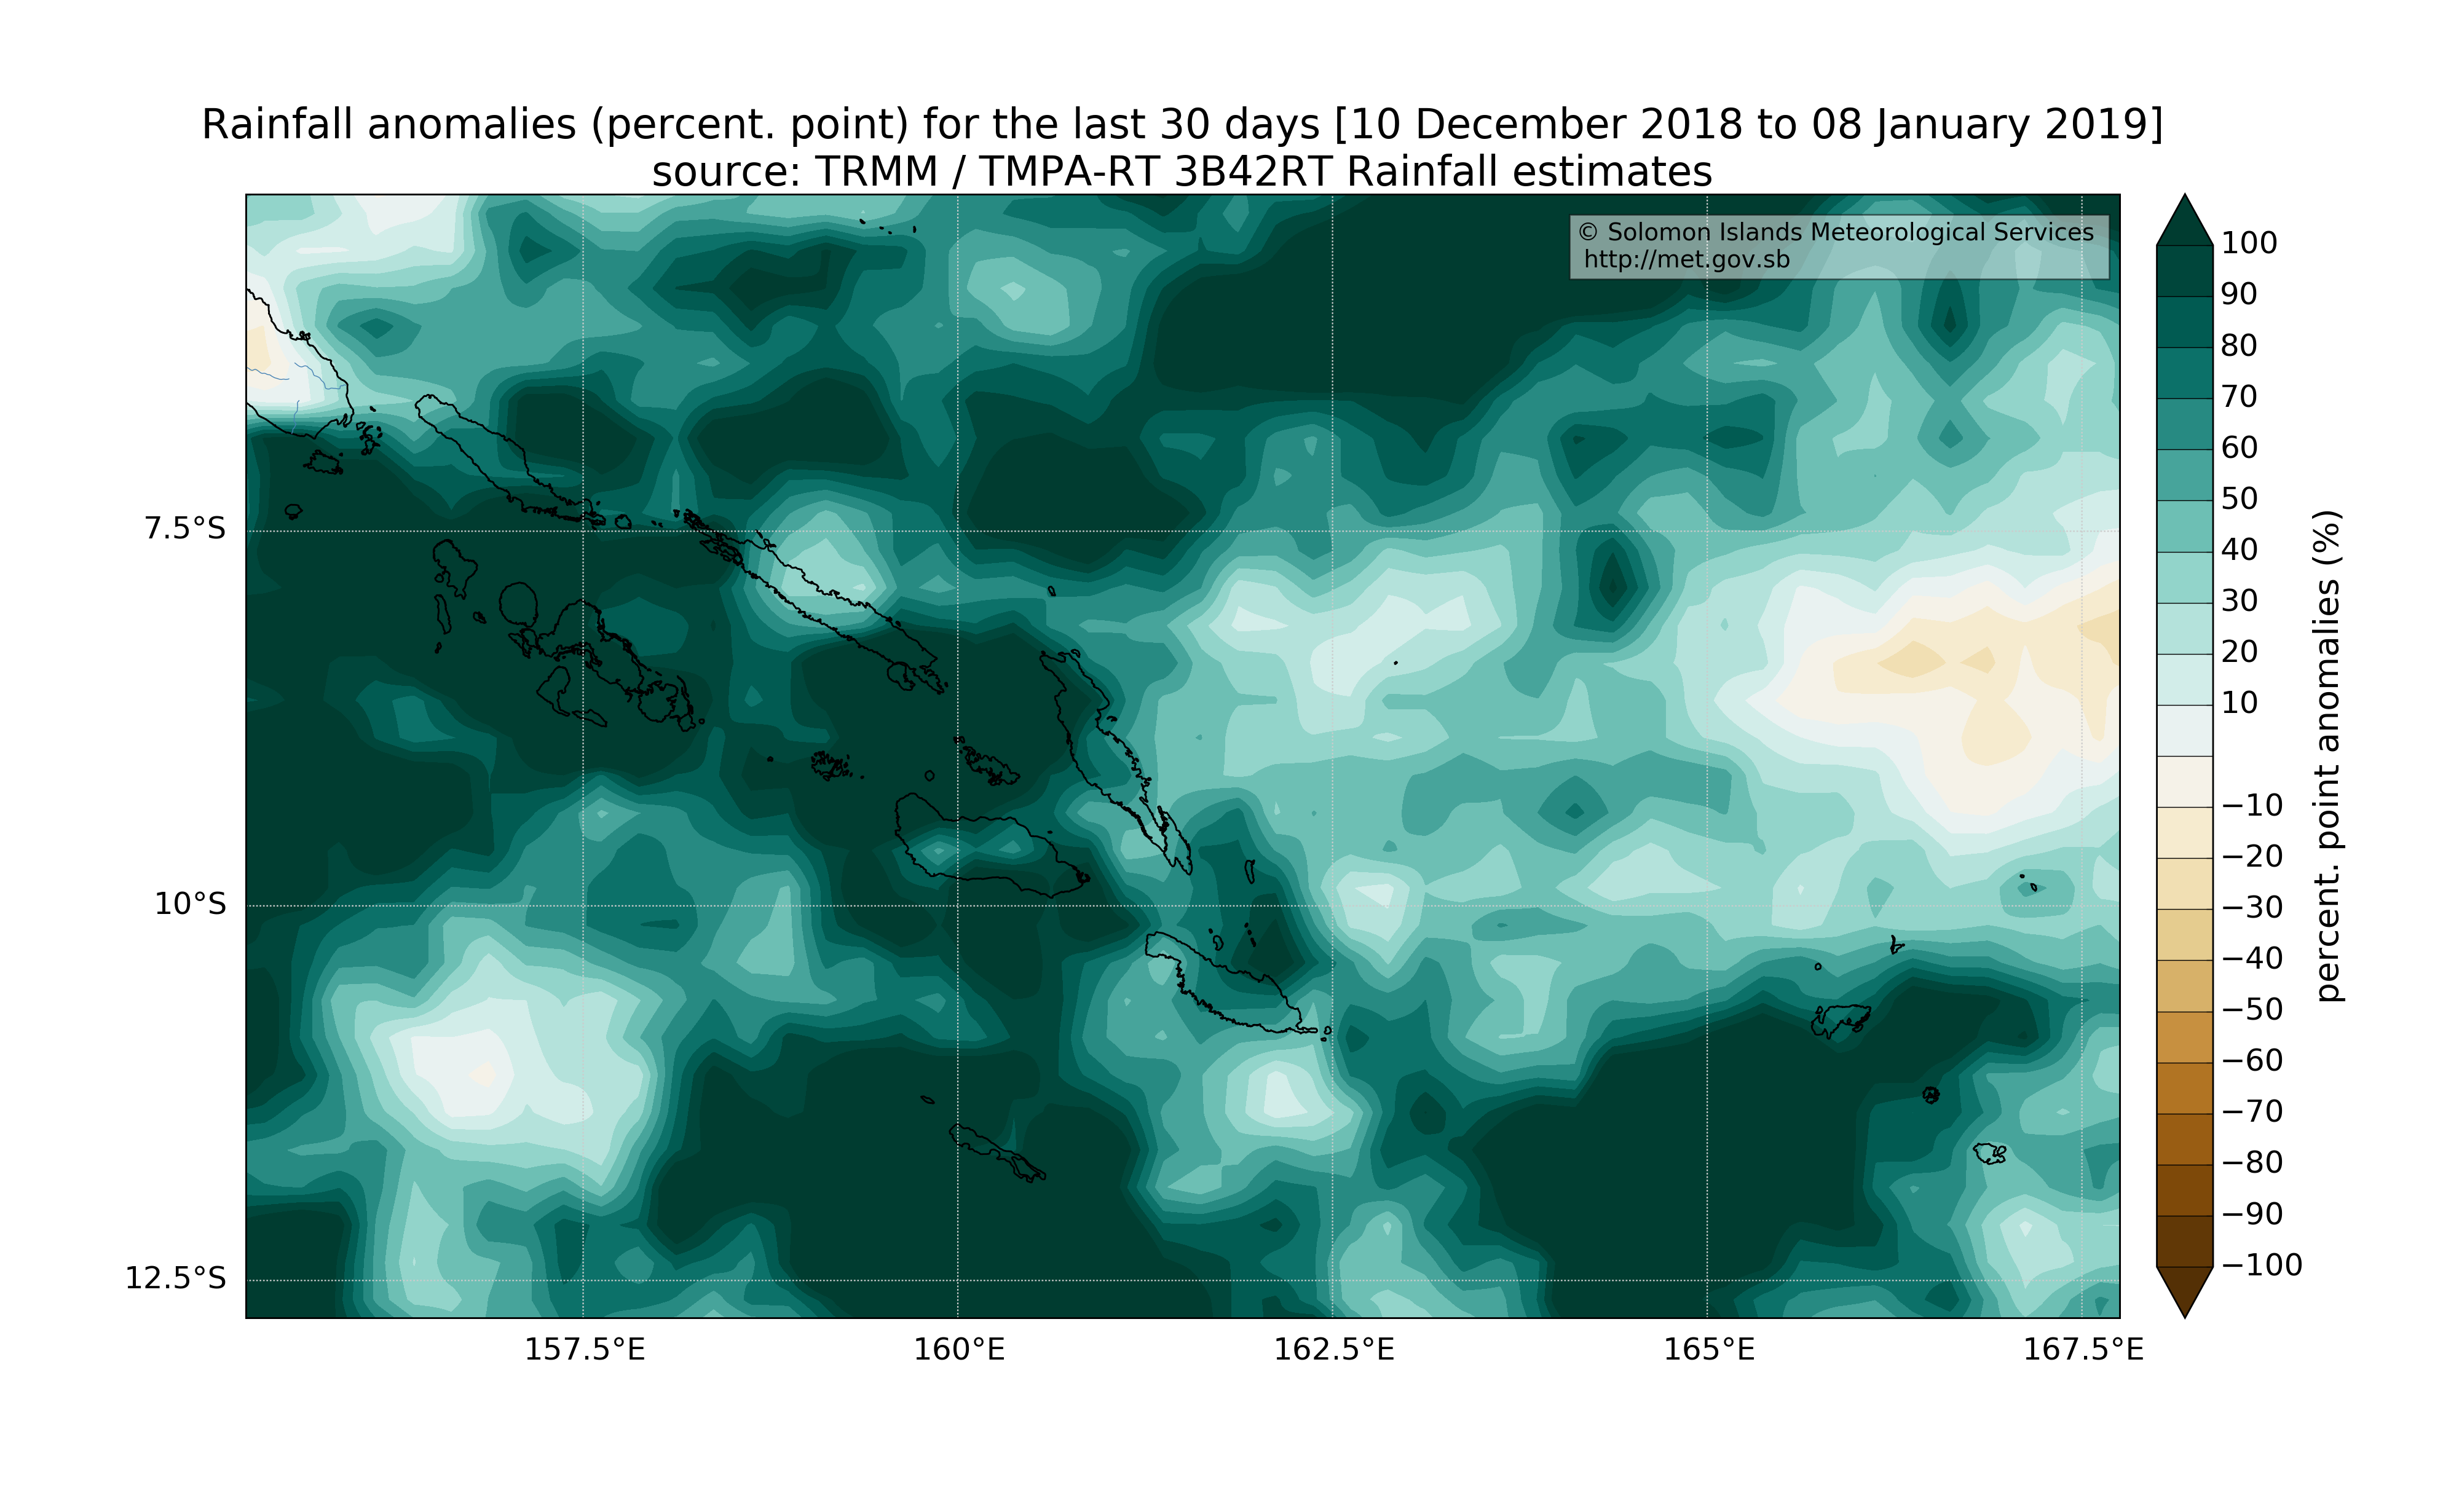 Rainfall anomalies (percent. point) for the last 30 days [10 December 2018 to 08 January 2019]
source: TRMM / TMPA-RT 3B42RT Rainfall estimates
© Solomon Islands Meteorological Services
http://met.gov.sb
7.5°S
10°S
12.5°S
157.5°E
160°E
162.5°E
165°E
167.5°E
100
90
80
70
60
50
40
30
20
10
−10
−20
−30
−40
−50
−60
−70
−80
−90
−100
percent. point anomalies (%)